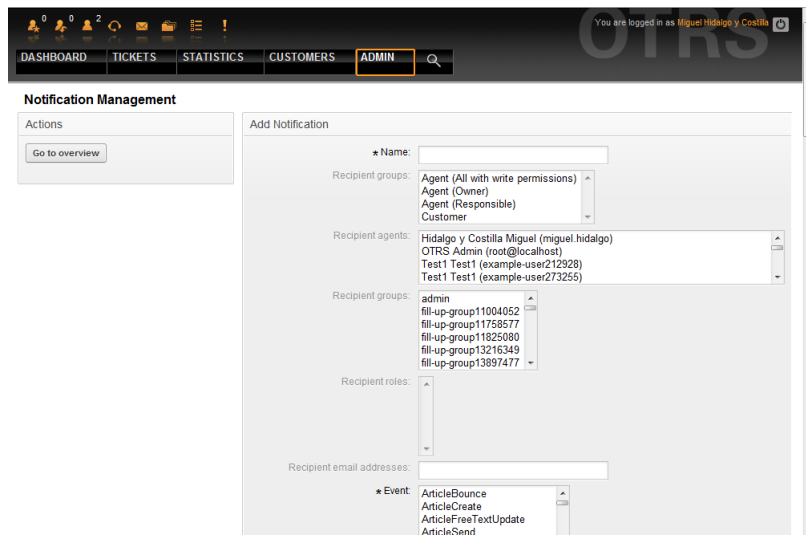 0 0 2
You are logged in as Miguel Hidalgo y Costilla
OTRS
DASHBOARD TICKETS STATISTICS CUSTOMERS ADMIN
Notification Management
Actions
Go to overview
Add Notification
★ Name:
Recipient groups:
Agent (All with write permissions)
Agent (Owner)
Agent (Responsible)
Customer
Recipient agents:
Hidalgo y Costilla Miguel (miguel.hidalgo)
OTRS Admin (root@localhost)
Test1 Test1 (example-user212928)
Test1 Test1 (example-user273255)
Recipient groups:
admin
fill-up-group11004052
fill-up-group11758577
fill-up-group11825080
fill-up-group13216349
fill-up-group13897477
Recipient roles:
Recipient email addresses:
★ Event:
ArticleBounce
ArticleCreate
ArticleFreeTextUpdate
ArticleSend